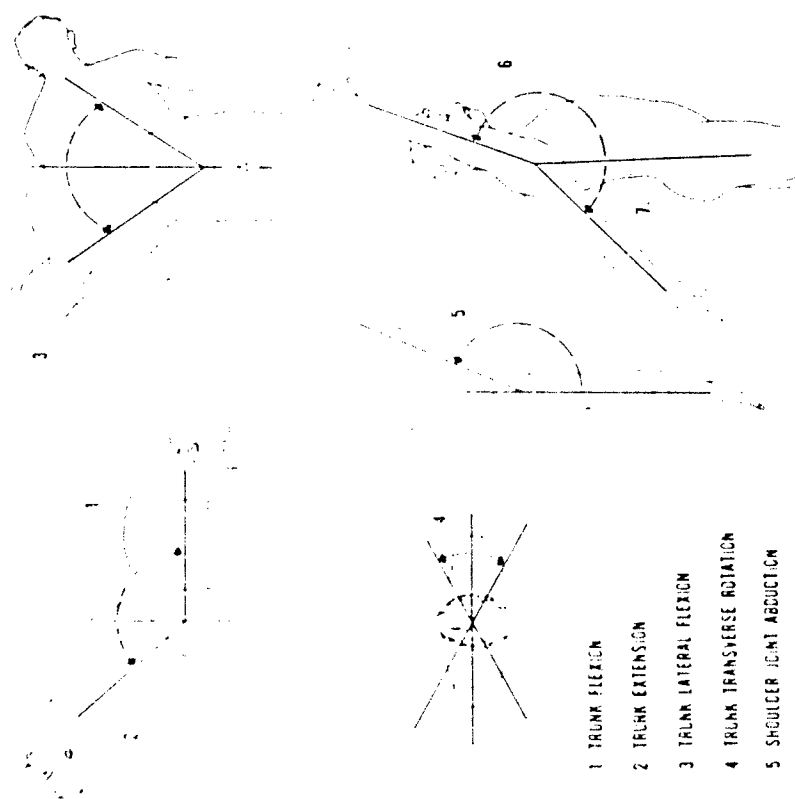 1
2
3
4
5
6
7
1 TRUNK FLEXION
2 TRUNK EXTENSION
3 TRUNK LATERAL FLEXION
4 TRUNK TRANSVERSE ROTATION
5 SHOULDER JOINT ABDUCTION